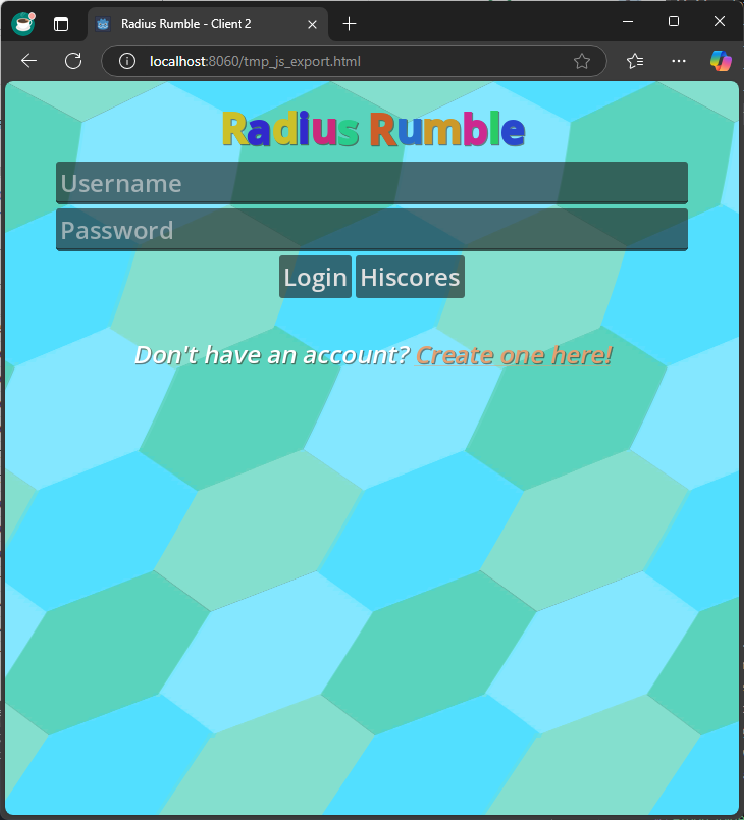 Radius Rumble - Client 2
localhost:8060/tmp_js_export.html
Radius Rumble
Username
Password
Login Hiscores
Don't have an account? Create one here!